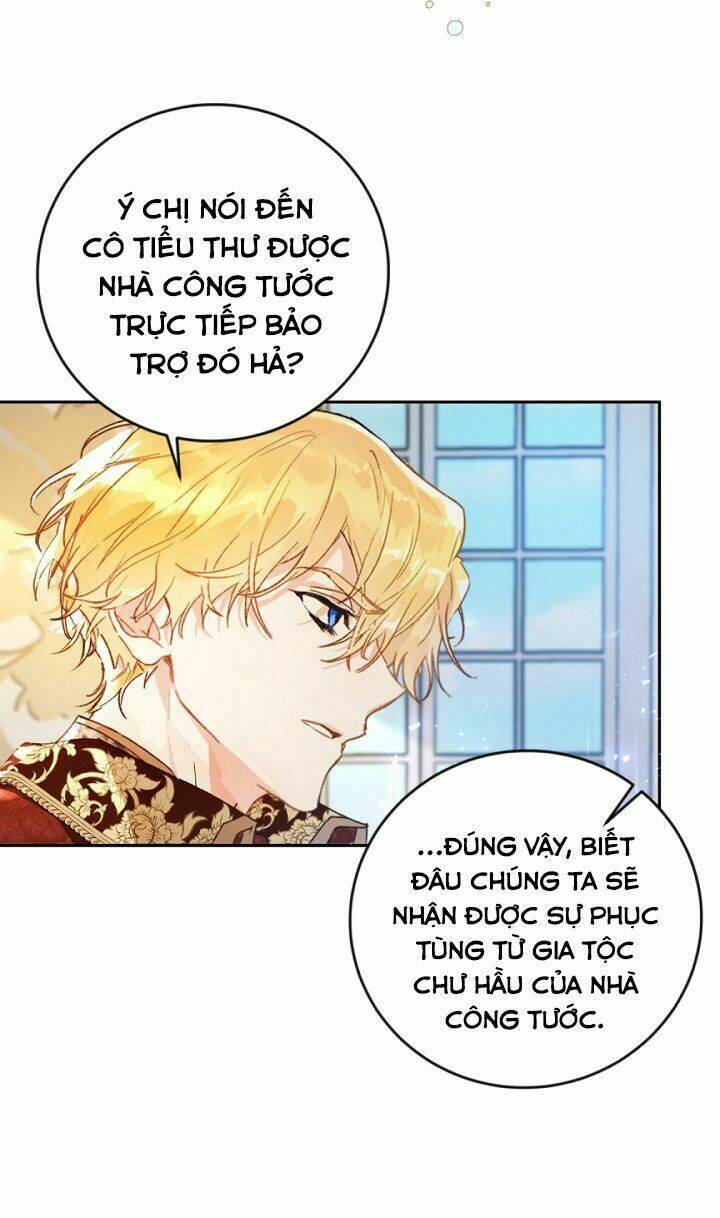 Ý CHỊ NÓI ĐẾN
CÔ TIỂU THƯ ĐƯỢC
NHÀ CÔNG TƯỚC
TRỰC TIẾP BẢO
TRỢ ĐÓ HẢ?
...ĐÚNG VẬY, BIẾT
ĐÂU CHÚNG TA SẼ
NHẬN ĐƯỢC SỰ PHỤC
TÙNG TỪ GIA TỘC
CHƯ HẦU CỦA NHÀ
CÔNG TƯỚC.